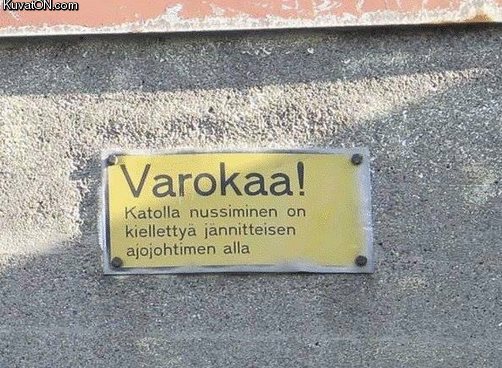 KuvatON.com
Varokaa!
Katolla nussiminen on
kiellettyä jännitteisen
ajojohtimen alla